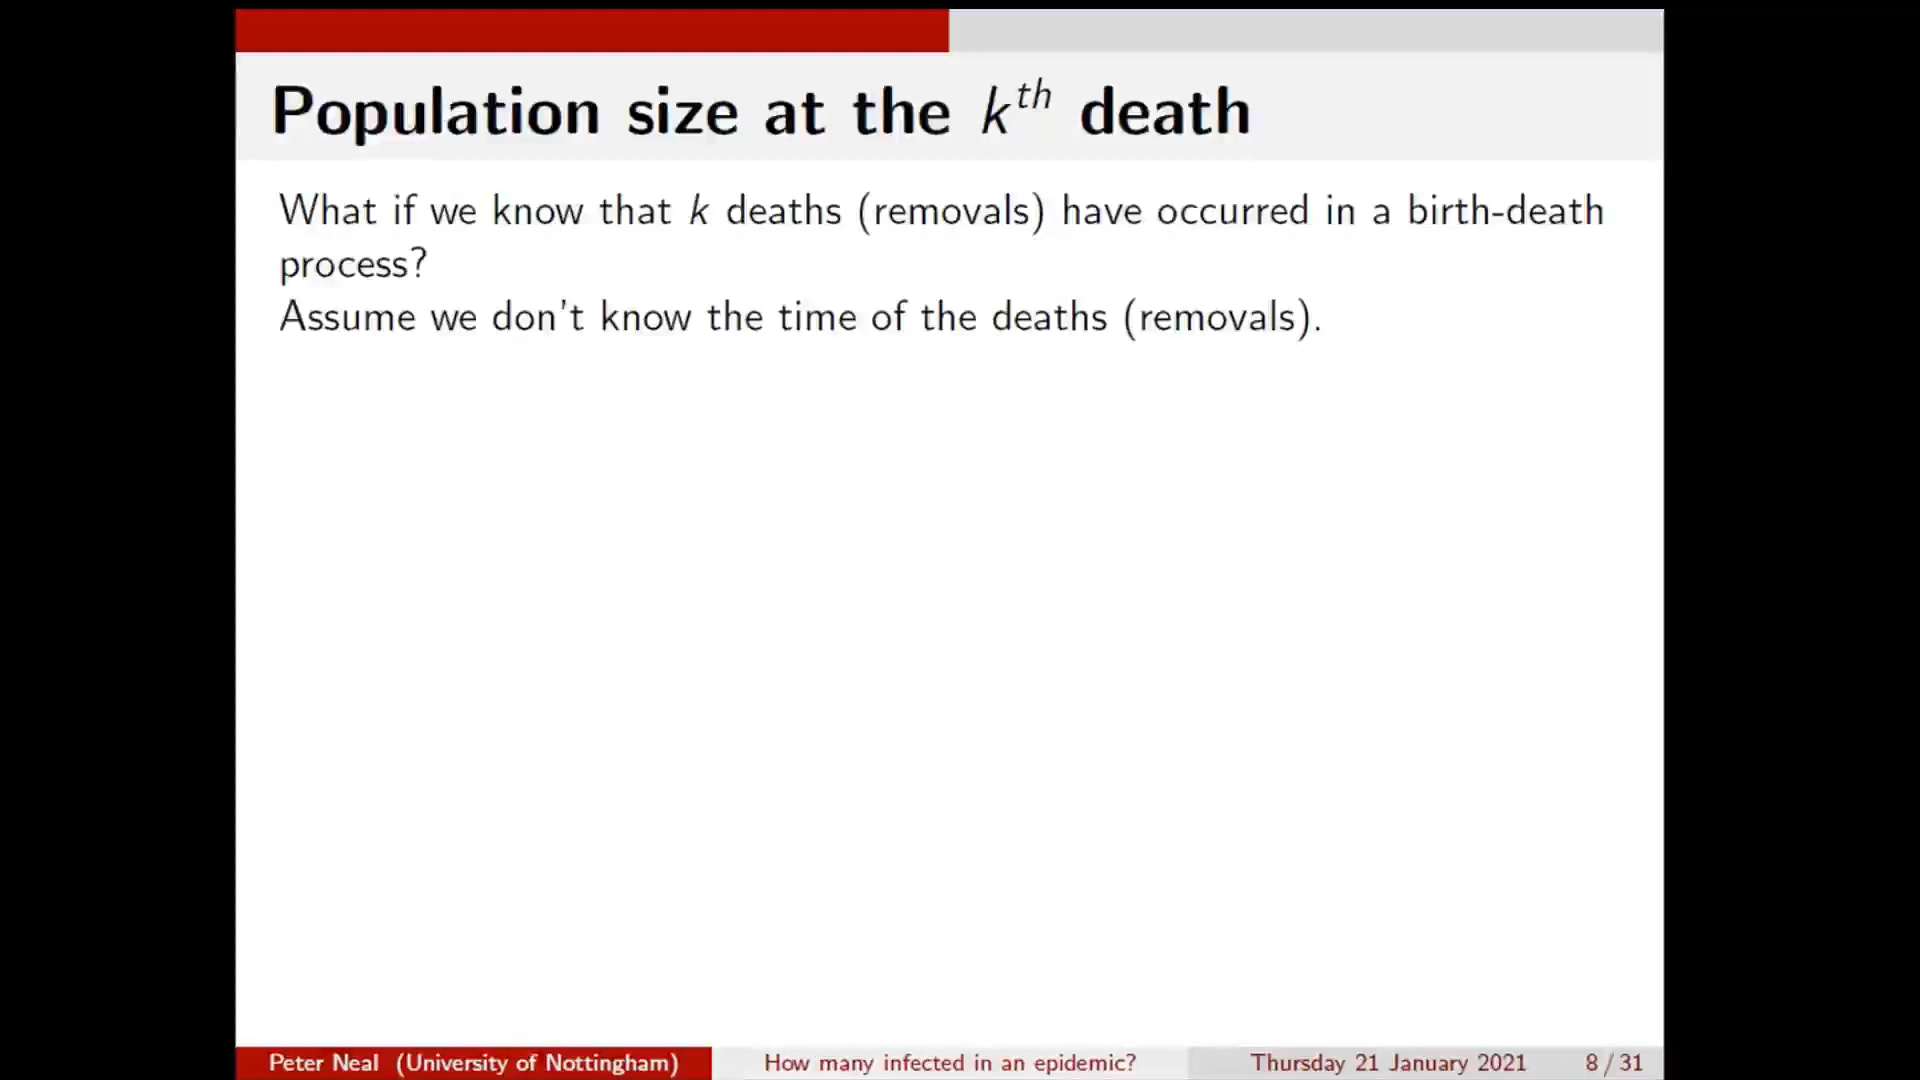 Population size at the k^th death
What if we know that k deaths (removals) have occurred in a birth-death
process?
Assume we don't know the time of the deaths (removals).
Peter Neal (University of Nottingham) How many infected in an epidemic? Thursday 21 January 2021 8 / 31